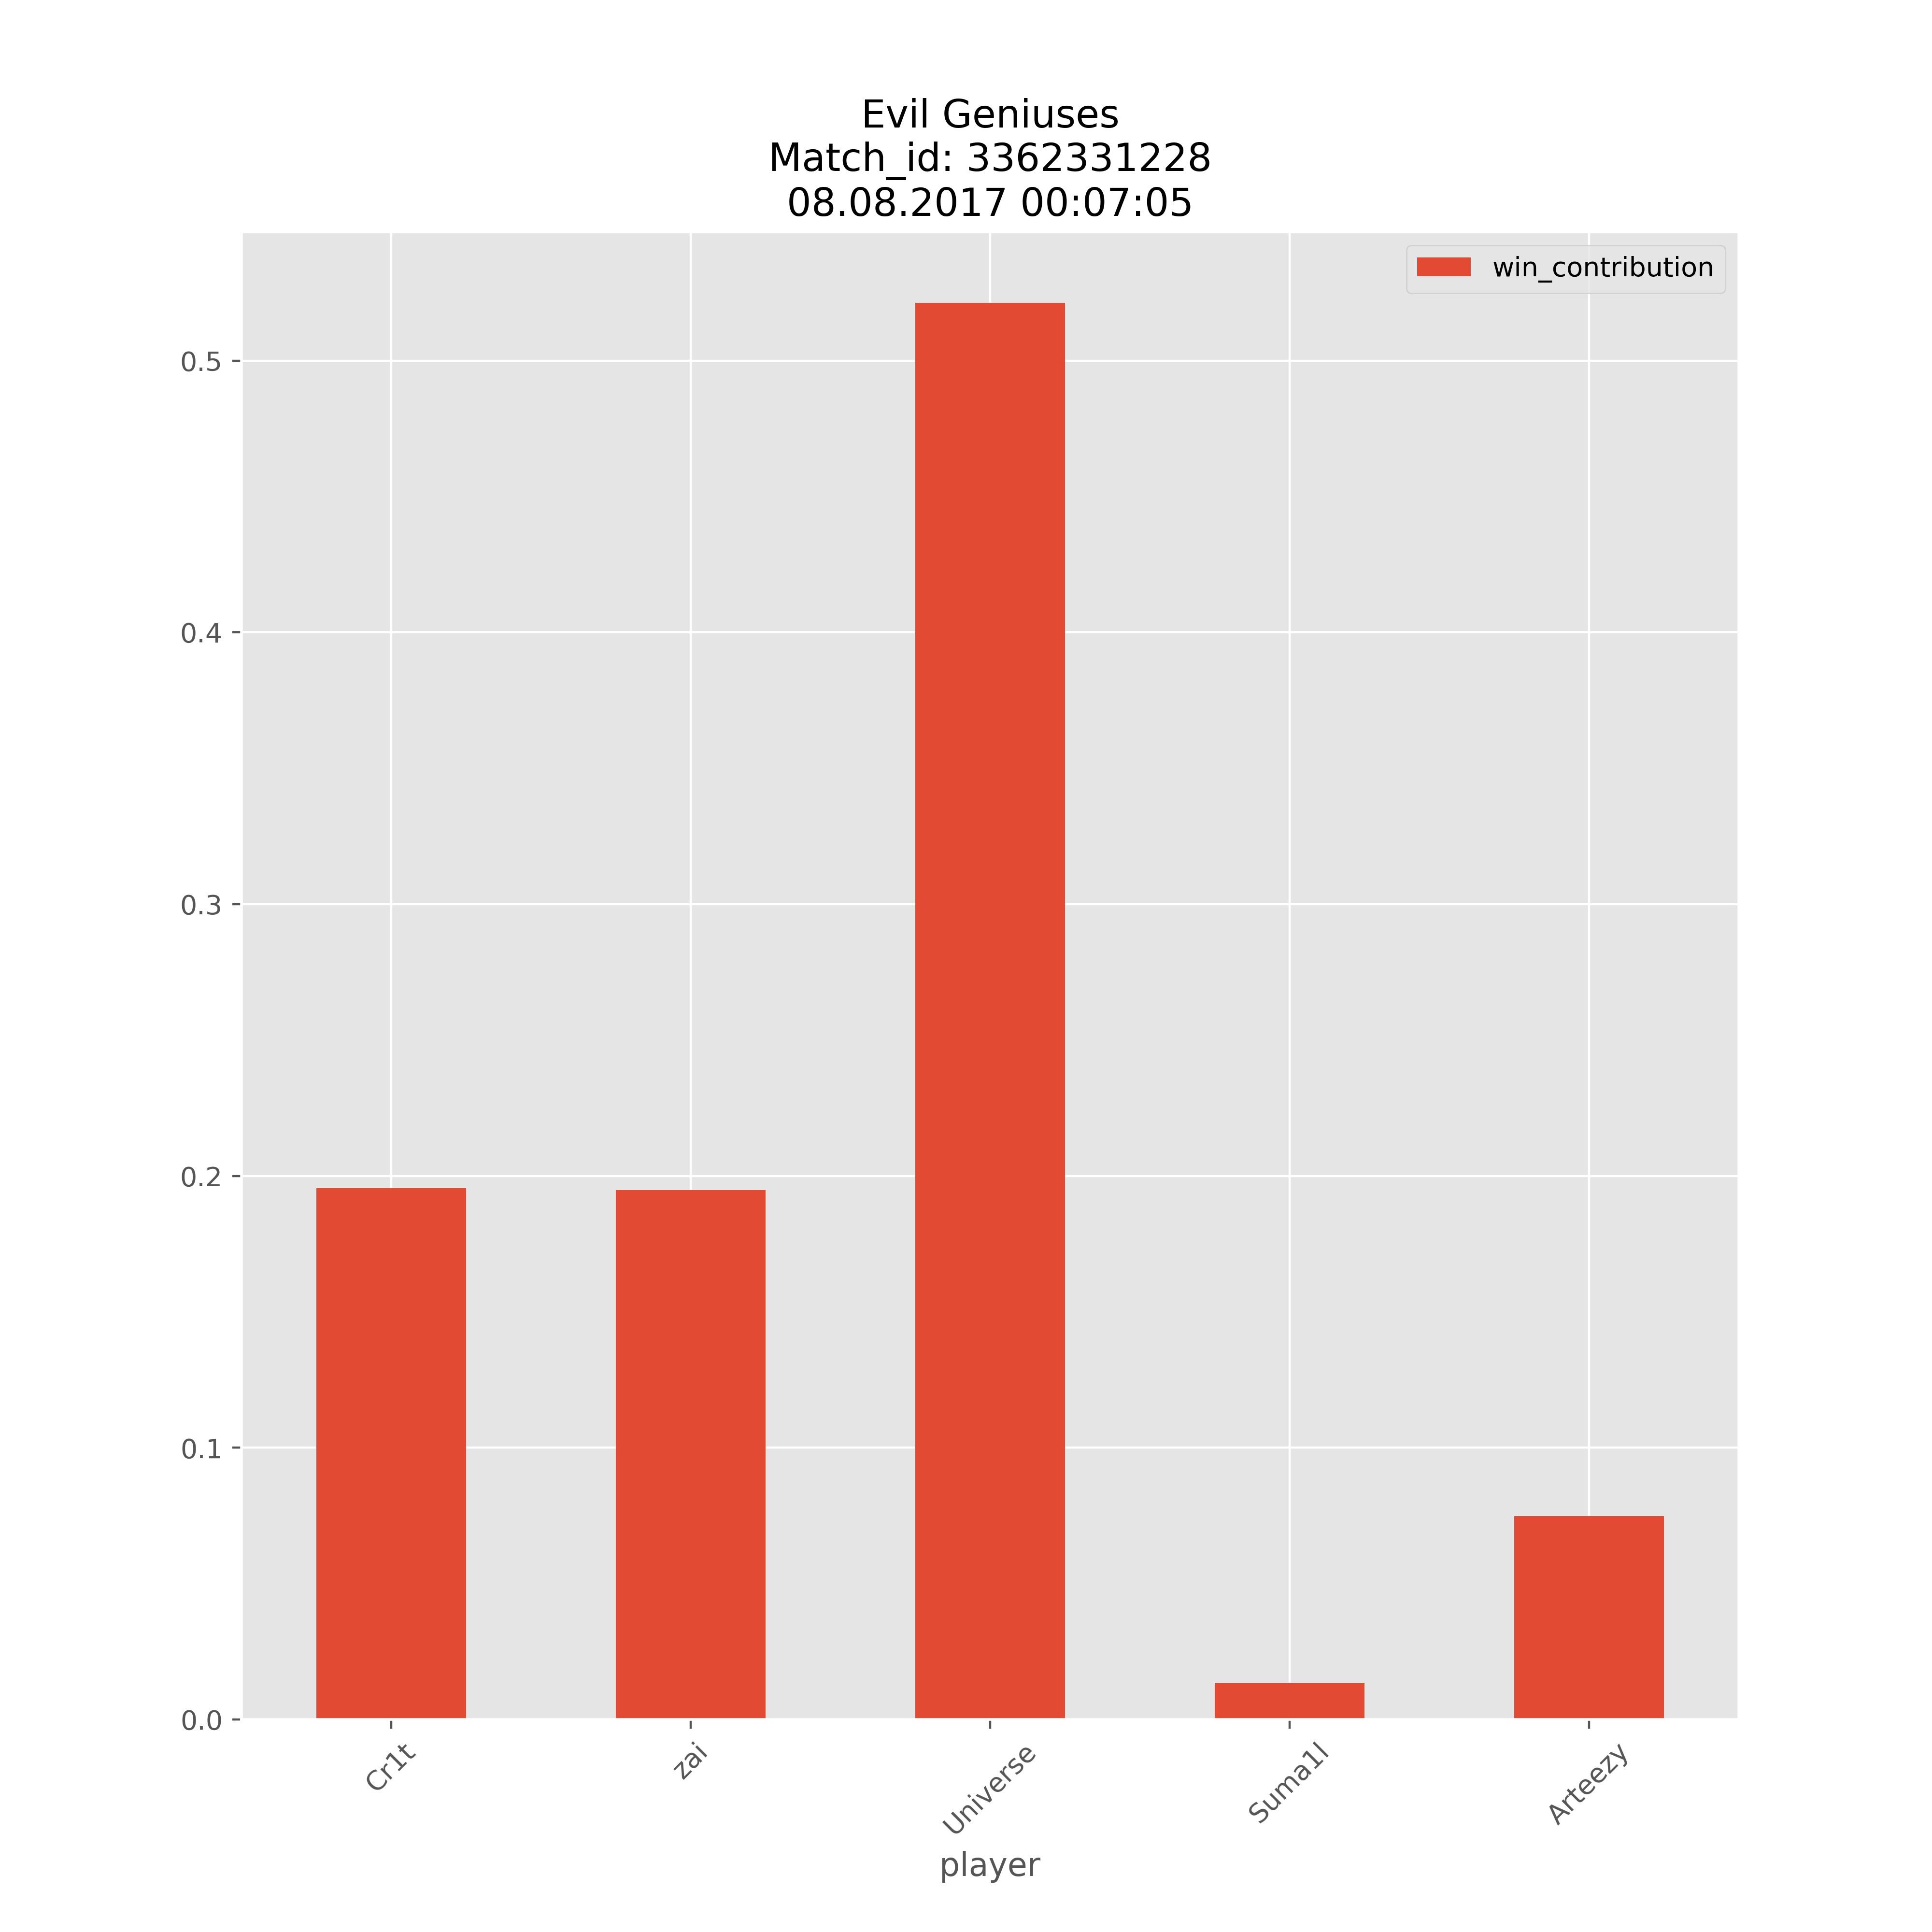 Evil Geniuses
Match_id: 3362331228
08.08.2017 00:07:05
win_contribution
0.5
0.4
0.3
0.2
0.1
0.0
Cr1t
zai
Universe
Suma1l
Arteezy
player